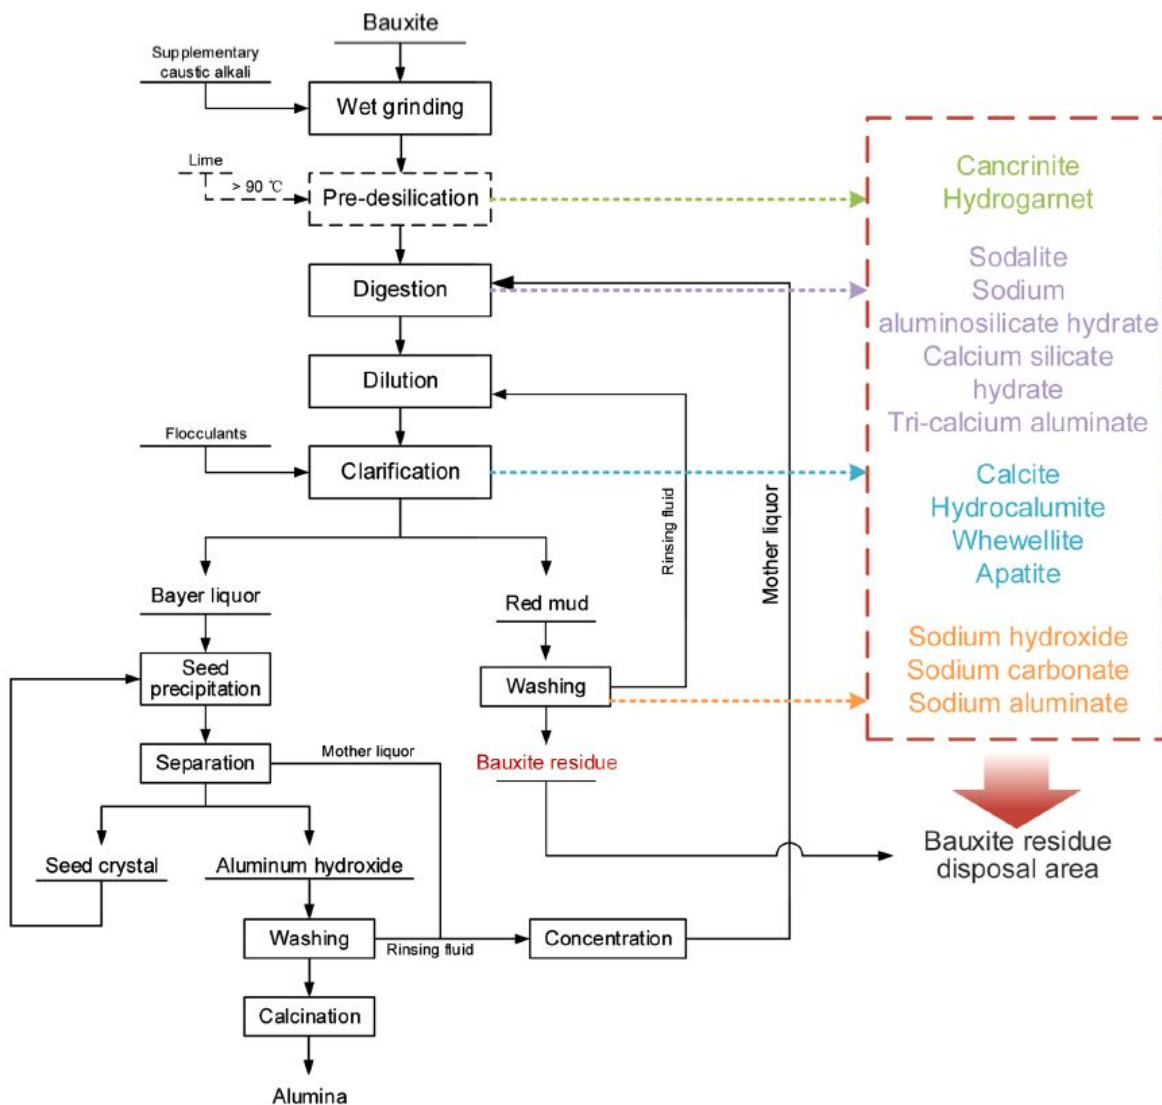 Bauxite
Supplementary
caustic alkali
Wet grinding
Lime
> 90 ℃
Pre-desilication
Digestion
Dilution
Flocculants
Clarification
Rinsing fluid
Mother liquor
Bayer liquor
Red mud
Seed
precipitation
Washing
Separation
Mother liquor
Bauxite residue
Seed crystal
Aluminum hydroxide
Washing
Rinsing fluid
Concentration
Calcination
Alumina
Cancrinite
Hydrogarnet
Sodalite
Sodium
aluminosilicate hydrate
Calcium silicate
hydrate
Tri-calcium aluminate
Calcite
Hydrocalumite
Whewellite
Apatite
Sodium hydroxide
Sodium carbonate
Sodium aluminate
Bauxite residue
disposal area